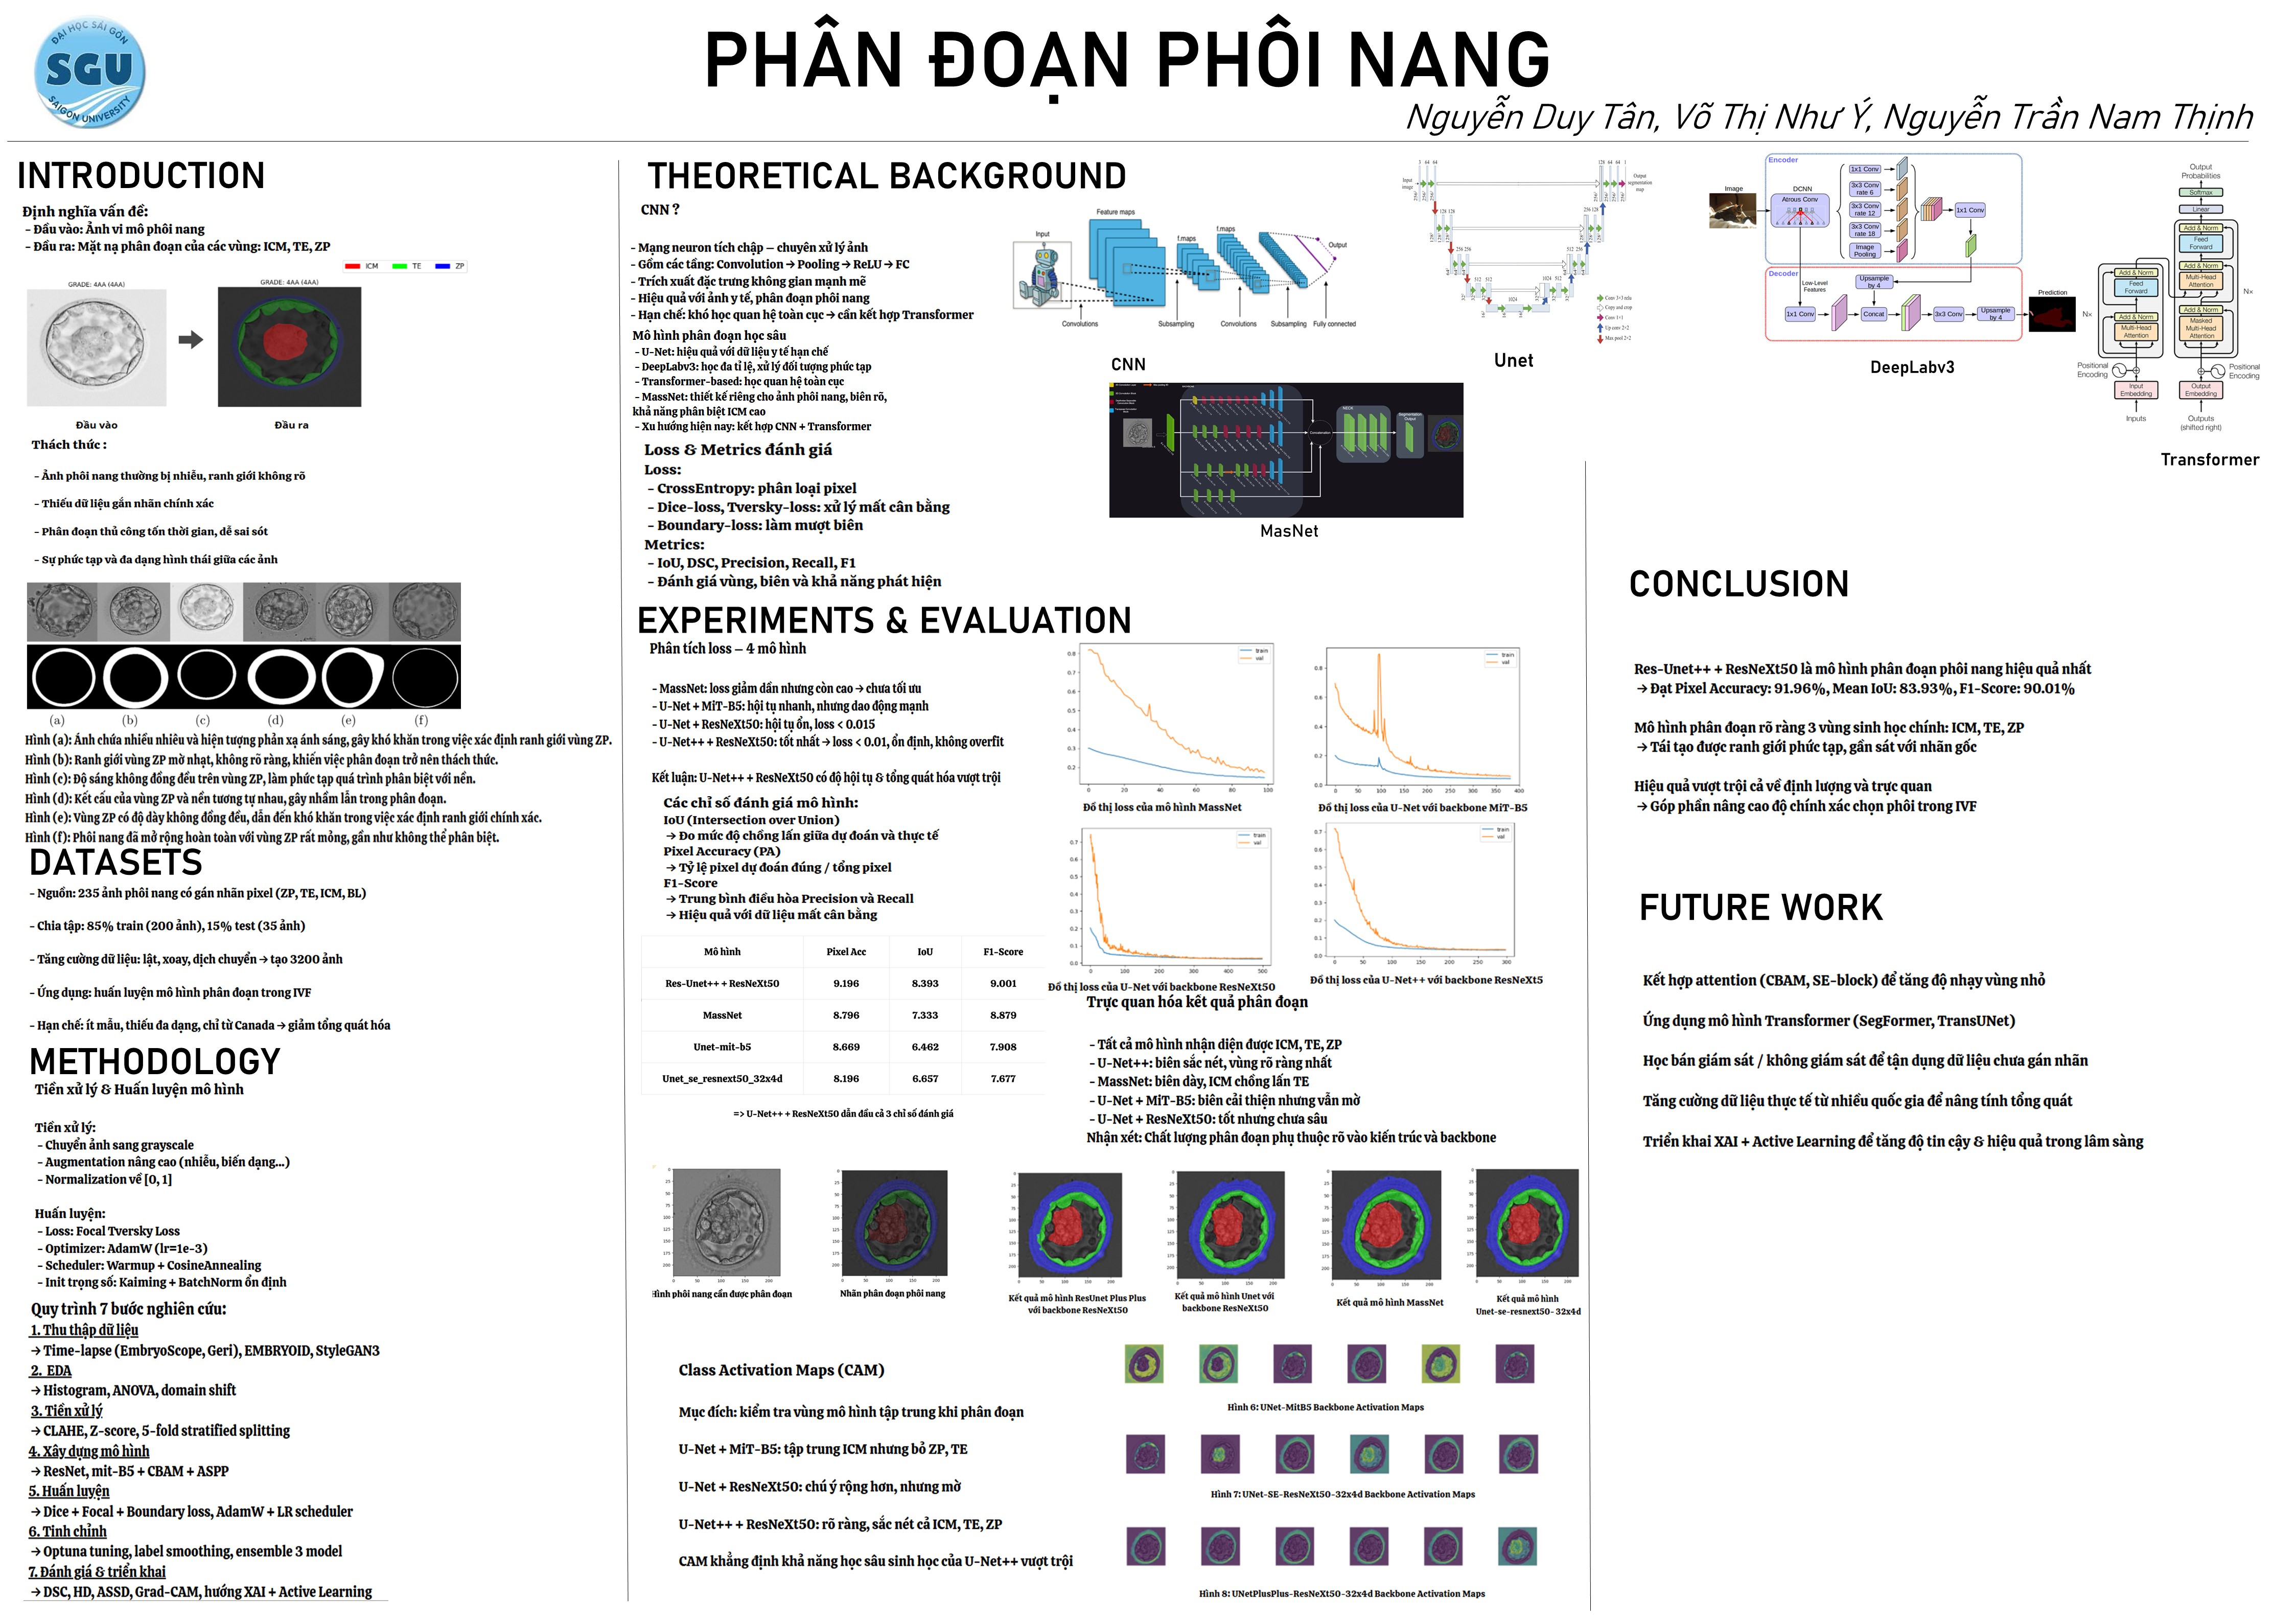 ĐẠI HỌC SÀI GÒN
SGU
SAIGON UNIVERSITY
PHÂN ĐOẠN PHÔI NANG
Nguyễn Duy Tân, Võ Thị Như Ý, Nguyễn Trần Nam Thịnh
INTRODUCTION
Định nghĩa vấn đề:
- Đầu vào: Ảnh vi mô phôi nang
- Đầu ra: Mặt nạ phân đoạn của các vùng: ICM, TE, ZP
ICM TE ZP
GRADE: 4AA (4AA) GRADE: 4AA (4AA)
Đầu vào Đầu ra
Thách thức :
- Ảnh phôi nang thường bị nhiễu, ranh giới không rõ
- Thiếu dữ liệu gắn nhãn chính xác
- Phân đoạn thủ công tốn thời gian, dễ sai sót
- Sự phức tạp và đa dạng hình thái giữa các ảnh
(a) (b) (c) (d) (e) (f)
Hình (a): Ảnh chứa nhiều nhiễu và hiện tượng phản xạ ánh sáng, gây khó khăn trong việc xác định ranh giới vùng ZP.
Hình (b): Ranh giới vùng ZP mờ nhạt, không rõ ràng, khiến việc phân đoạn trở nên thách thức.
Hình (c): Độ sáng không đồng đều trên vùng ZP, làm phức tạp quá trình phân biệt với nền.
Hình (d): Kết cấu của vùng ZP và nền tương tự nhau, gây nhầm lẫn trong phân đoạn.
Hình (e): Vùng ZP có độ dày không đồng đều, dẫn đến khó khăn trong việc xác định ranh giới chính xác.
Hình (f): Phôi nang đã mở rộng hoàn toàn với vùng ZP rất mỏng, gần như không thể phân biệt.
DATASETS
- Nguồn: 235 ảnh phôi nang có gán nhãn pixel (ZP, TE, ICM, BL)
- Chia tập: 85% train (200 ảnh), 15% test (35 ảnh)
- Tăng cường dữ liệu: lật, xoay, dịch chuyển → tạo 3200 ảnh
- Ứng dụng: huấn luyện mô hình phân đoạn trong IVF
- Hạn chế: ít mẫu, thiếu đa dạng, chỉ từ Canada → giảm tổng quát hóa
METHODOLOGY
Tiền xử lý & Huấn luyện mô hình
Tiền xử lý:
- Chuyển ảnh sang grayscale
- Augmentation nâng cao (nhiễu, biến dạng...)
- Normalization về [0, 1]
Huấn luyện:
- Loss: Focal Tversky Loss
- Optimizer: AdamW (lr=1e-3)
- Scheduler: Warmup + CosineAnnealing
- Init trọng số: Kaiming + BatchNorm ổn định
Quy trình 7 bước nghiên cứu:
1. Thu thập dữ liệu
→ Time-lapse (EmbryoScope, Geri), EMBRYOID, StyleGAN3
2. EDA
→ Histogram, ANOVA, domain shift
3. Tiền xử lý
→ CLAHE, Z-score, 5-fold stratified splitting
4. Xây dựng mô hình
→ ResNet, mit-B5 + CBAM + ASPP
5. Huấn luyện
→ Dice + Focal + Boundary loss, AdamW + LR scheduler
6. Tinh chỉnh
→ Optuna tuning, label smoothing, ensemble 3 model
7. Đánh giá & triển khai
→ DSC, HD, ASSD, Grad-CAM, hướng XAI + Active Learning
THEORETICAL BACKGROUND
CNN ?
- Mạng neuron tích chập – chuyên xử lý ảnh
- Gồm các tầng: Convolution → Pooling → ReLU → FC
- Trích xuất đặc trưng không gian mạnh mẽ
- Hiệu quả với ảnh y tế, phân đoạn phôi nang
- Hạn chế: khó học quan hệ toàn cục → cần kết hợp Transformer
Mô hình phân đoạn học sâu
- U-Net: hiệu quả với dữ liệu y tế hạn chế
- DeepLabv3: học đa tỉ lệ, xử lý đối tượng phức tạp
- Transformer-based: học quan hệ toàn cục
- MassNet: thiết kế riêng cho ảnh phôi nang, biên rõ,
khả năng phân biệt ICM cao
- Xu hướng hiện nay: kết hợp CNN + Transformer
Loss & Metrics đánh giá
Loss:
- CrossEntropy: phân loại pixel
- Dice-loss, Tversky-loss: xử lý mất cân bằng
- Boundary-loss: làm mượt biên
Metrics:
- IoU, DSC, Precision, Recall, F1
- Đánh giá vùng, biên và khả năng phát hiện
Feature maps
Input f.maps f.maps Output
Convolutions Subsampling Convolutions Subsampling Fully connected
CNN
MasNet
Input image
Output segmentation map
Conv 3×3 relu
Copy and crop
Conv 1×1
Up conv 2×2
Max pool 2×2
Unet
Encoder
Image
DCNN
Atrous Conv
1x1 Conv
3x3 Conv rate 6
3x3 Conv rate 12
3x3 Conv rate 18
Image Pooling
1x1 Conv
Decoder
Low-Level Features
Upsample by 4
1x1 Conv
Concat
3x3 Conv
Upsample by 4
Prediction
DeepLabv3
Output Probabilities
Softmax
Linear
Add & Norm
Feed Forward
Add & Norm
Multi-Head Attention
Add & Norm
Masked Multi-Head Attention
Add & Norm
Feed Forward
Add & Norm
Multi-Head Attention
N×
N×
Positional Encoding
Positional Encoding
Input Embedding
Output Embedding
Inputs
Outputs (shifted right)
Transformer
EXPERIMENTS & EVALUATION
Phân tích loss – 4 mô hình
- MassNet: loss giảm dần nhưng còn cao → chưa tối ưu
- U-Net + MiT-B5: hội tụ nhanh, nhưng dao động mạnh
- U-Net + ResNeXt50: hội tụ ổn, loss < 0.015
- U-Net++ + ResNeXt50: tốt nhất → loss < 0.01, ổn định, không overfit
Kết luận: U-Net++ + ResNeXt50 có độ hội tụ & tổng quát hóa vượt trội
Các chỉ số đánh giá mô hình:
IoU (Intersection over Union)
→ Đo mức độ chồng lấn giữa dự đoán và thực tế
Pixel Accuracy (PA)
→ Tỷ lệ pixel dự đoán đúng / tổng pixel
F1-Score
→ Trung bình điều hòa Precision và Recall
→ Hiệu quả với dữ liệu mất cân bằng
Mô hình Pixel Acc IoU F1-Score
Res-Unet++ + ResNeXt50 9.196 8.393 9.001
MassNet 8.796 7.333 8.879
Unet-mit-b5 8.669 6.462 7.908
Unet_se_resnext50_32x4d 8.196 6.657 7.677
=> U-Net++ + ResNeXt50 dẫn đầu cả 3 chỉ số đánh giá
train
val
Đồ thị loss của mô hình MassNet
train
val
Đồ thị loss của U-Net với backbone MiT-B5
train
val
Đồ thị loss của U-Net với backbone ResNeXt50
train
val
Đồ thị loss của U-Net++ với backbone ResNeXt5
Trực quan hóa kết quả phân đoạn
- Tất cả mô hình nhận diện được ICM, TE, ZP
- U-Net++: biên sắc nét, vùng rõ ràng nhất
- MassNet: biên dày, ICM chồng lấn TE
- U-Net + MiT-B5: biên cải thiện nhưng vẫn mờ
- U-Net + ResNeXt50: tốt nhưng chưa sâu
Nhận xét: Chất lượng phân đoạn phụ thuộc rõ vào kiến trúc và backbone
Hình phôi nang cần được phân đoạn
Nhãn phân đoạn phôi nang
Kết quả mô hình ResUnet Plus Plus
với backbone ResNeXt50
Kết quả mô hình Unet với
backbone ResNeXt50
Kết quả mô hình MassNet
Kết quả mô hình
Unet-se-resnext50-32x4d
Class Activation Maps (CAM)
Mục đích: kiểm tra vùng mô hình tập trung khi phân đoạn
U-Net + MiT-B5: tập trung ICM nhưng bỏ ZP, TE
U-Net + ResNeXt50: chú ý rộng hơn, nhưng mờ
U-Net++ + ResNeXt50: rõ ràng, sắc nét cả ICM, TE, ZP
CAM khẳng định khả năng học sâu sinh học của U-Net++ vượt trội
Hình 6: UNet-MitB5 Backbone Activation Maps
Hình 7: UNet-SE-ResNeXt50-32x4d Backbone Activation Maps
Hình 8: UNetPlusPlus-ResNeXt50-32x4d Backbone Activation Maps
CONCLUSION
Res-Unet++ + ResNeXt50 là mô hình phân đoạn phôi nang hiệu quả nhất
→ Đạt Pixel Accuracy: 91.96%, Mean IoU: 83.93%, F1-Score: 90.01%
Mô hình phân đoạn rõ ràng 3 vùng sinh học chính: ICM, TE, ZP
→ Tái tạo được ranh giới phức tạp, gần sát với nhãn gốc
Hiệu quả vượt trội cả về định lượng và trực quan
→ Góp phần nâng cao độ chính xác chọn phôi trong IVF
FUTURE WORK
Kết hợp attention (CBAM, SE-block) để tăng độ nhạy vùng nhỏ
Ứng dụng mô hình Transformer (SegFormer, TransUNet)
Học bán giám sát / không giám sát để tận dụng dữ liệu chưa gán nhãn
Tăng cường dữ liệu thực tế từ nhiều quốc gia để nâng tính tổng quát
Triển khai XAI + Active Learning để tăng độ tin cậy & hiệu quả trong lâm sàng